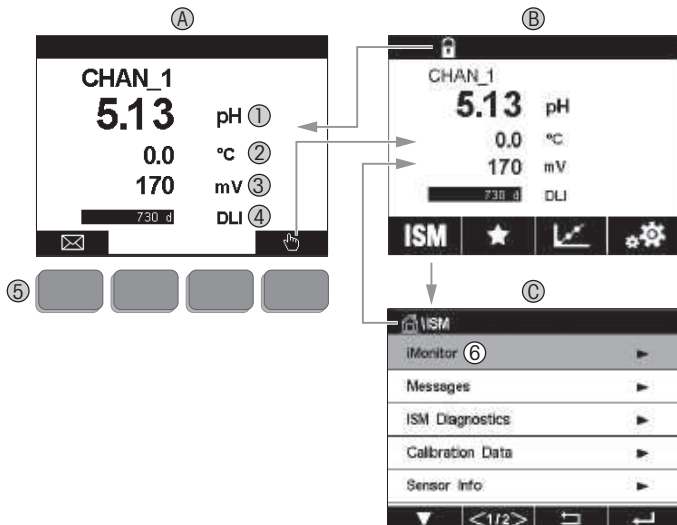 A
CHAN_1
5.13 pH 1
0.0 °C 2
170 mV 3
730 d DLI 4
5
B
CHAN_1
5.13 pH
0.0 °C
170 mV
730 d DLI
ISM
C
\ISM
iMonitor 6
Messages
ISM Diagnostics
Calibration Data
Sensor Info
<1/2>